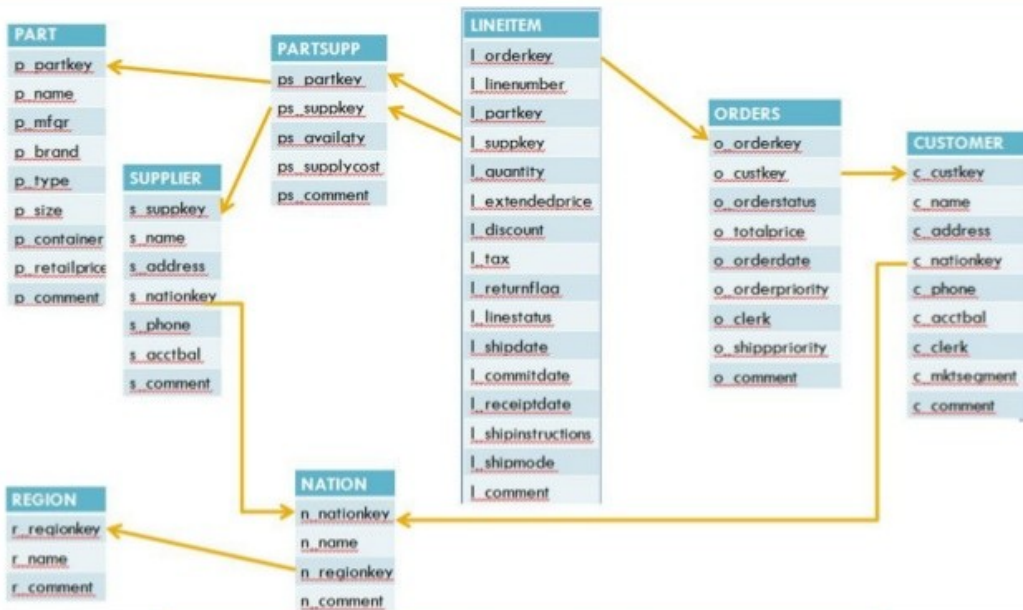 PART
p_partkey
p_name
p_mfgr
p_brand
p_type
p_size
p_container
p_retailprice
p_comment
SUPPLIER
s_suppkey
s_name
s_address
s_nationkey
s_phone
s_acctbal
s_comment
PARTSUPP
ps_partkey
ps_suppkey
ps_availaty
ps_supplycost
ps_comment
LINEITEM
l_orderkey
l_linenumber
l_partkey
l_suppkey
l_quantity
l_extendedprice
l_discount
l_tax
l_returnflag
l_linestatus
l_shipdate
l_commitdate
l_receiptdate
l_shipinstructions
l_shipmode
l_comment
ORDERS
o_orderkey
o_custkey
o_orderstatus
o_totalprice
o_orderdate
o_orderpriority
o_clerk
o_shipppriority
o_comment
CUSTOMER
c_custkey
c_name
c_address
c_nationkey
c_phone
c_acctbal
c_clerk
c_mktsegment
c_comment
REGION
r_regionkey
r_name
r_comment
NATION
n_nationkey
n_name
n_regionkey
n_comment